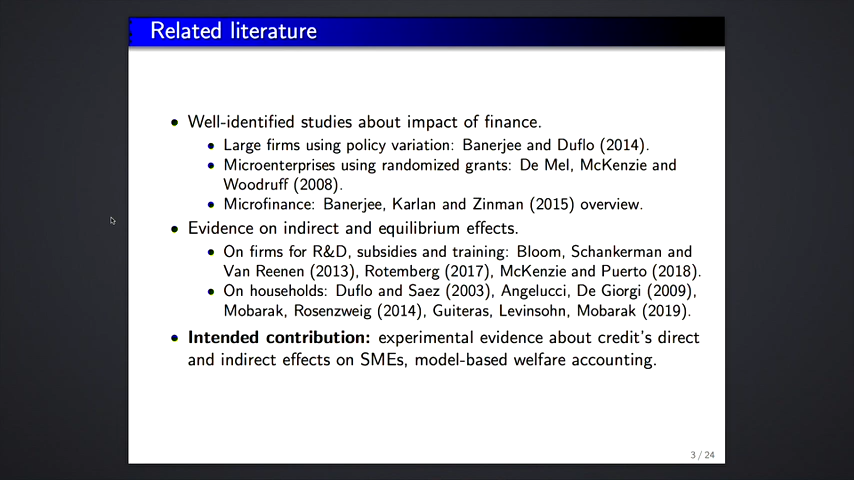 Related literature
• Well-identified studies about impact of finance.
• Large firms using policy variation: Banerjee and Duflo (2014).
• Microenterprises using randomized grants: De Mel, McKenzie and
Woodruff (2008).
• Microfinance: Banerjee, Karlan and Zinman (2015) overview.
• Evidence on indirect and equilibrium effects.
• On firms for R&D, subsidies and training: Bloom, Schankerman and
Van Reenen (2013), Rotemberg (2017), McKenzie and Puerto (2018).
• On households: Duflo and Saez (2003), Angelucci, De Giorgi (2009),
Mobarak, Rosenzweig (2014), Guiteras, Levinsohn, Mobarak (2019).
• Intended contribution: experimental evidence about credit's direct
and indirect effects on SMEs, model-based welfare accounting.
3 / 24